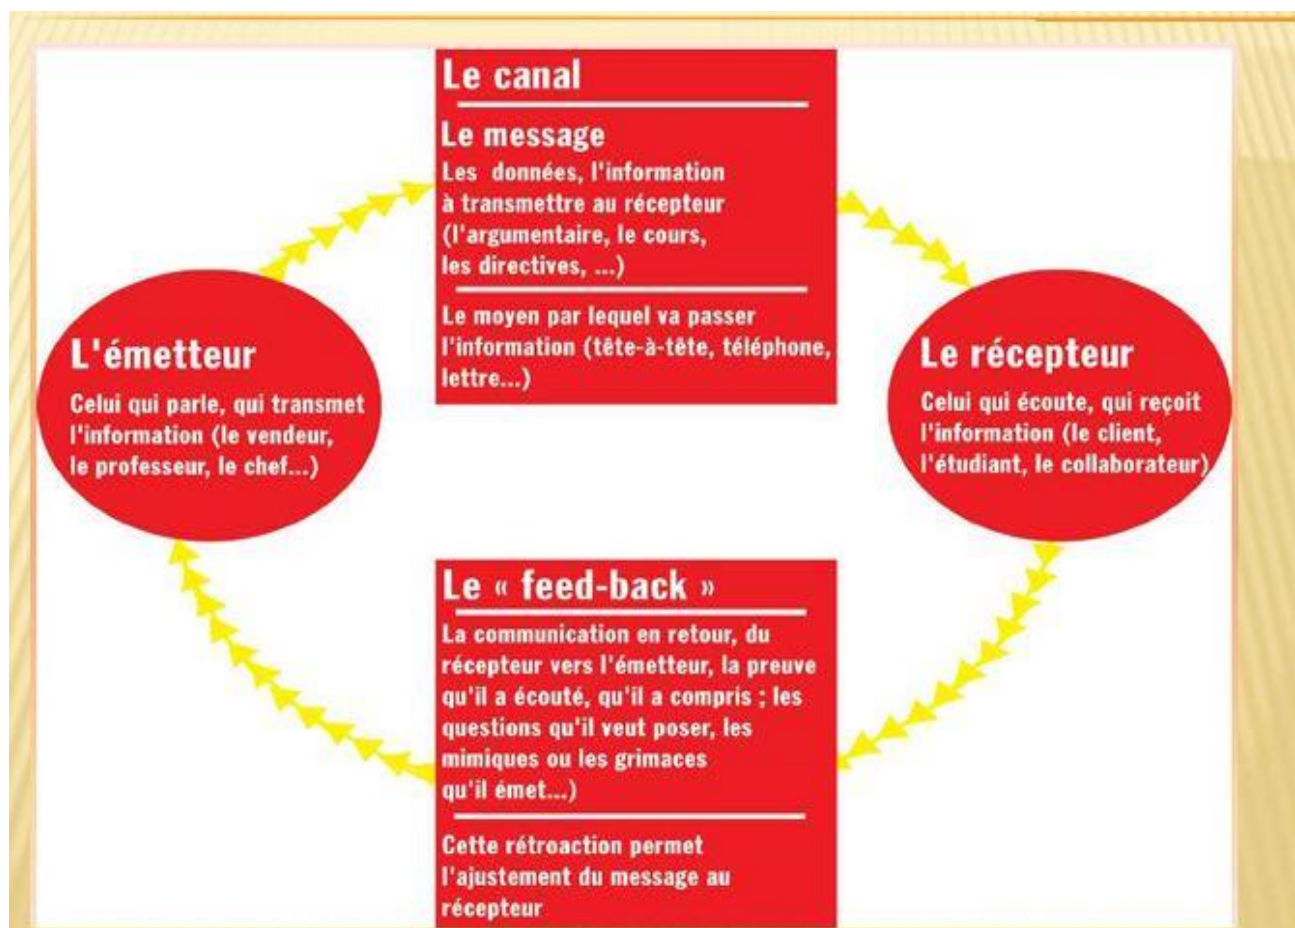 Le canal
Le message
Les données, l'information
à transmettre au récepteur
(l'argumentaire, le cours,
les directives, ...)
Le moyen par lequel va passer
l'information (tête-à-tête, téléphone,
lettre...)
L'émetteur
Celui qui parle, qui transmet
l'information (le vendeur,
le professeur, le chef...)
Le récepteur
Celui qui écoute, qui reçoit
l'information (le client,
l'étudiant, le collaborateur)
Le « feed-back »
La communication en retour, du
récepteur vers l'émetteur, la preuve
qu'il a écouté, qu'il a compris ; les
questions qu'il veut poser, les
mimiques ou les grimaces
qu'il émet...)
Cette rétroaction permet
l'ajustement du message au
récepteur